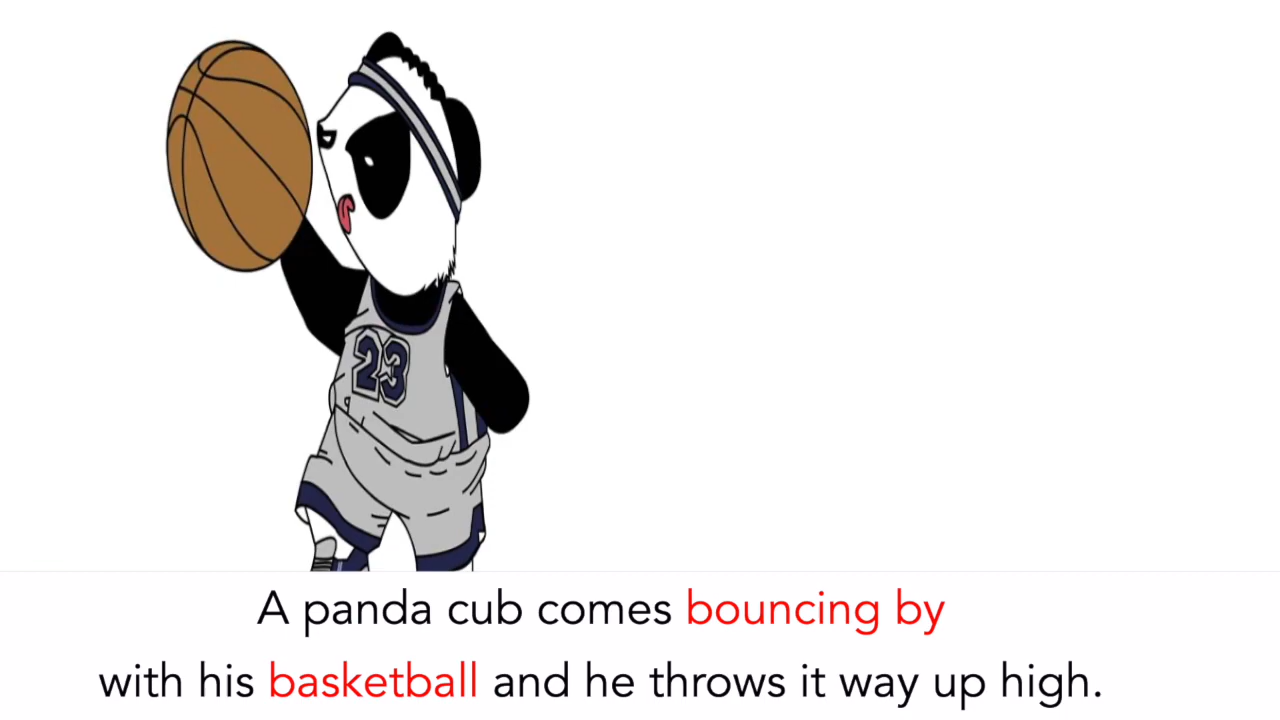 23
A panda cub comes bouncing by
with his basketball and he throws it way up high.